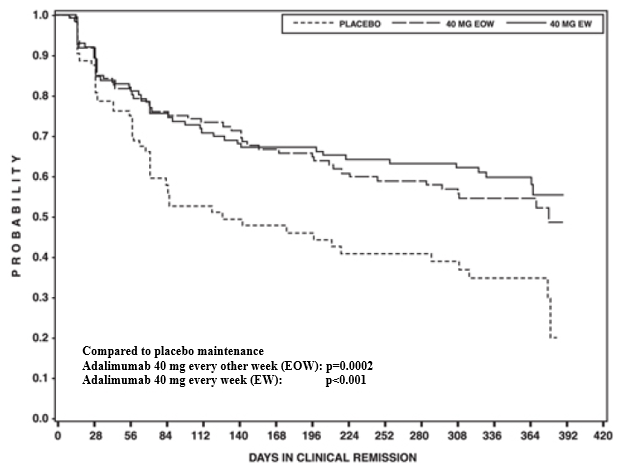 PLACEBO 40 MG EOW 40 MG EW
1.0
0.9
0.8
0.7
0.6
0.5
0.4
0.3
0.2
0.1
0.0
PROBABILITY
Compared to placebo maintenance
Adalimumab 40 mg every other week (EOW): p=0.0002
Adalimumab 40 mg every week (EW): p<0.001
0 28 56 84 112 140 168 196 224 252 280 308 336 364 392 420
DAYS IN CLINICAL REMISSION